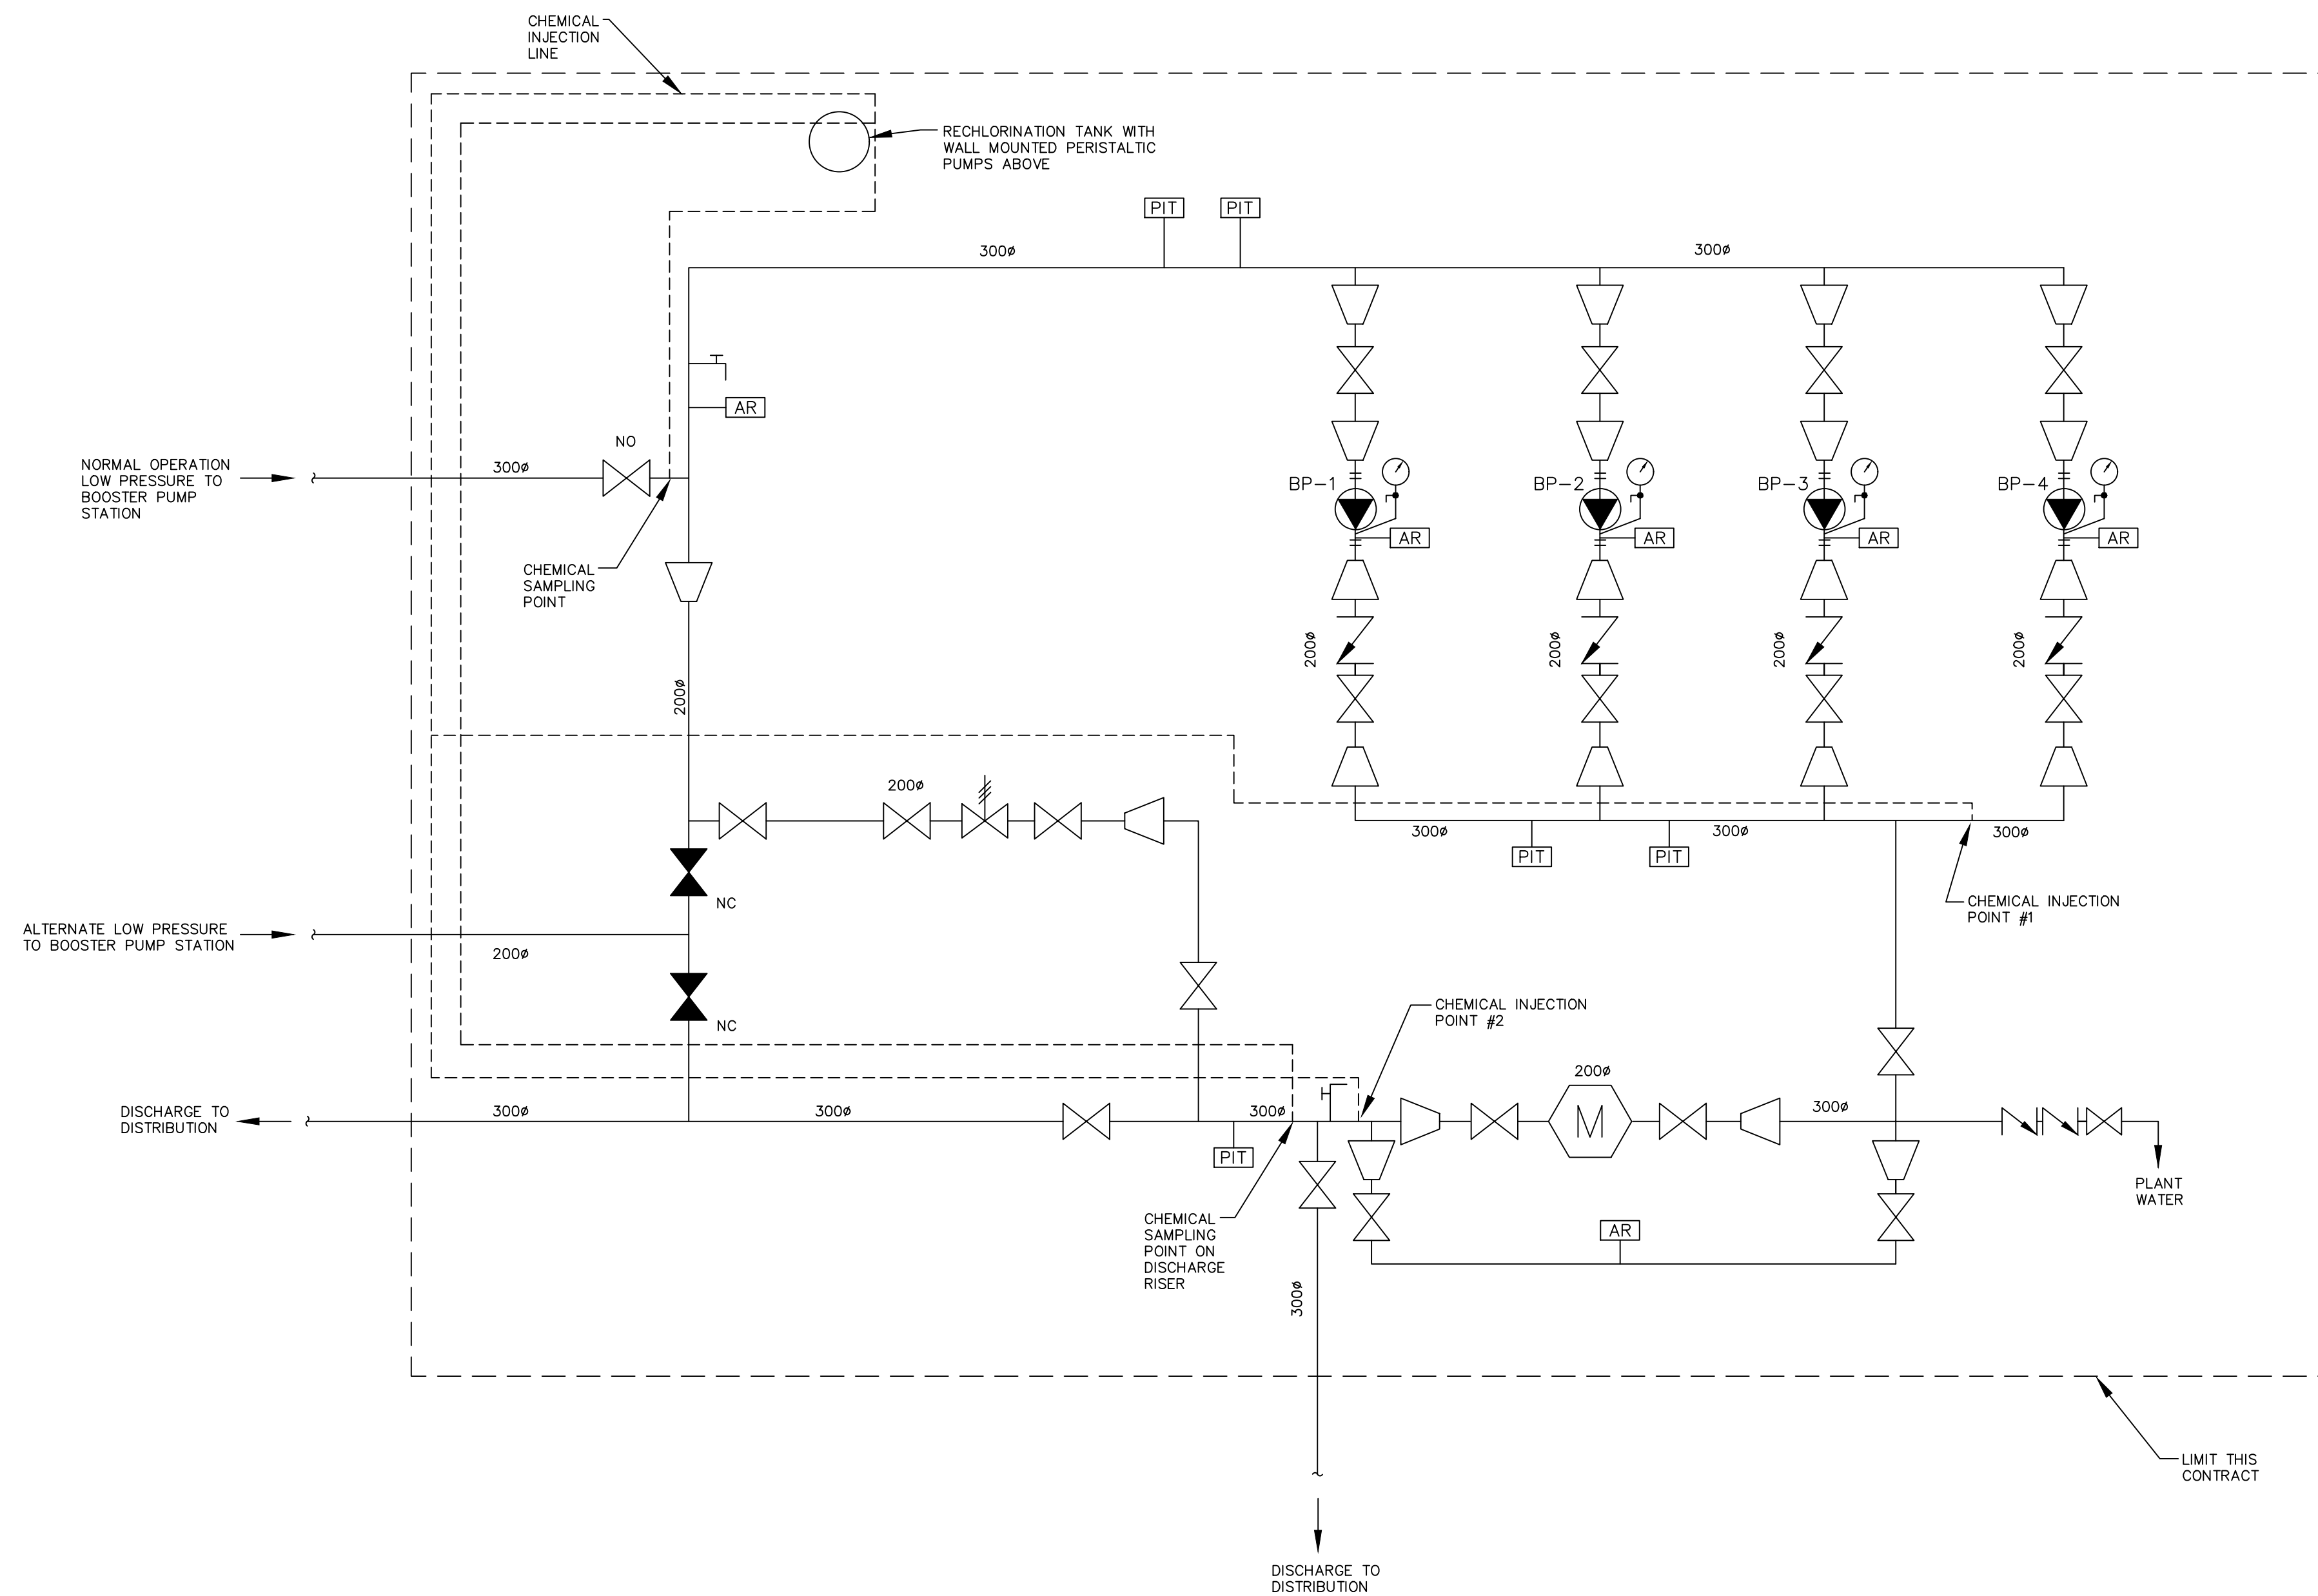 CHEMICAL
INJECTION
LINE
RECHLORINATION TANK WITH
WALL MOUNTED PERISTALTIC
PUMPS ABOVE
PIT
PIT
300ø
300ø
AR
NO
NORMAL OPERATION
LOW PRESSURE TO
BOOSTER PUMP
STATION
300ø
CHEMICAL
SAMPLING
POINT
BP-1
BP-2
BP-3
BP-4
AR
AR
AR
AR
200ø
200ø
200ø
200ø
200ø
200ø
300ø
300ø
300ø
PIT
PIT
NC
CHEMICAL INJECTION
POINT #1
ALTERNATE LOW PRESSURE
TO BOOSTER PUMP STATION
200ø
NC
CHEMICAL INJECTION
POINT #2
200ø
DISCHARGE TO
DISTRIBUTION
300ø
300ø
300ø
M
300ø
PIT
PLANT
WATER
CHEMICAL
SAMPLING
POINT ON
DISCHARGE
RISER
AR
300ø
LIMIT THIS
CONTRACT
DISCHARGE TO
DISTRIBUTION